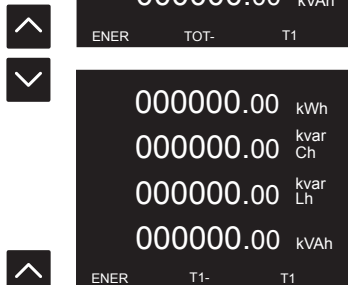 000000.00 kVAh
ENER TOT- T1
000000.00 kWh
000000.00 kvar Ch
000000.00 kvar Lh
000000.00 kVAh
ENER T1- T1